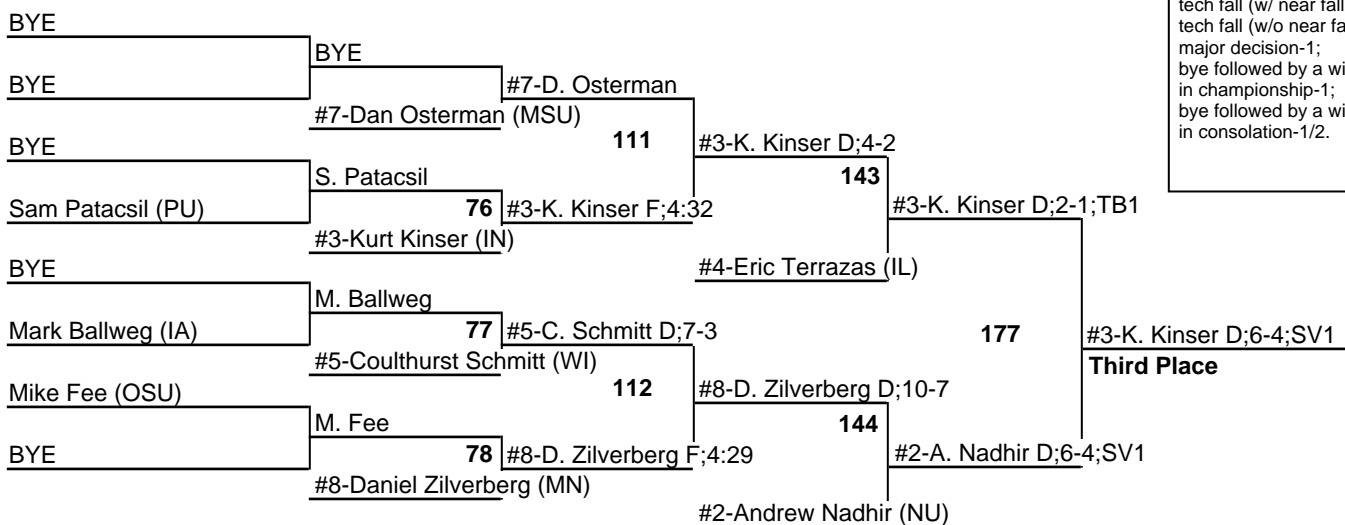 BYE
BYE
BYE
Sam Patacsil (PU)
BYE
Mark Ballweg (IA)
Mike Fee (OSU)
BYE
BYE
#7-Dan Osterman (MSU)
S. Patacsil
76
#3-Kurt Kinser (IN)
M. Ballweg
77
#5-Coulthurst Schmitt (WI)
M. Fee
78
#8-Daniel Zilverberg (MN)
#7-D. Osterman
111
#3-K. Kinser F;4:32
#5-C. Schmitt D;7-3
112
#8-D. Zilverberg F;4:29
#3-K. Kinser D;4-2
143
#4-Eric Terrazas (IL)
#8-D. Zilverberg D;10-7
144
#2-Andrew Nadhir (NU)
#3-K. Kinser D;2-1;TB1
177
#2-A. Nadhir D;6-4;SV1
#3-K. Kinser D;6-4;SV1
Third Place
tech fall (w/ near fall
tech fall (w/o near fa
major decision-1;
bye followed by a wi
in championship-1;
bye followed by a wi
in consolation-1/2.